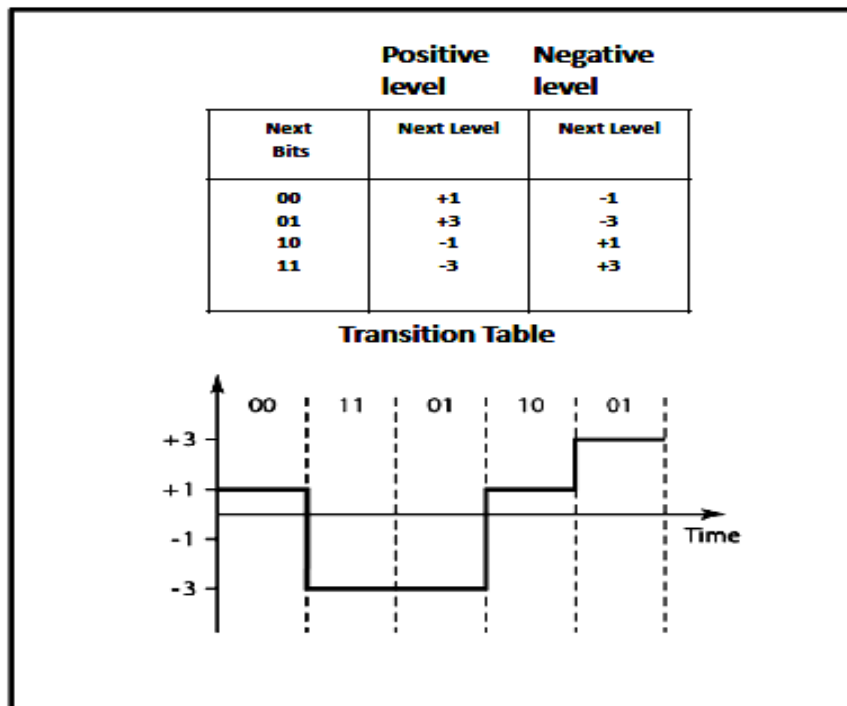 Positive Negative
level level
Next Next Level Next Level
Bits
00 +1 -1
01 +3 -3
10 -1 +1
11 -3 +3
Transition Table
00 11 01 10 01
+3
+1
-1
Time
-3